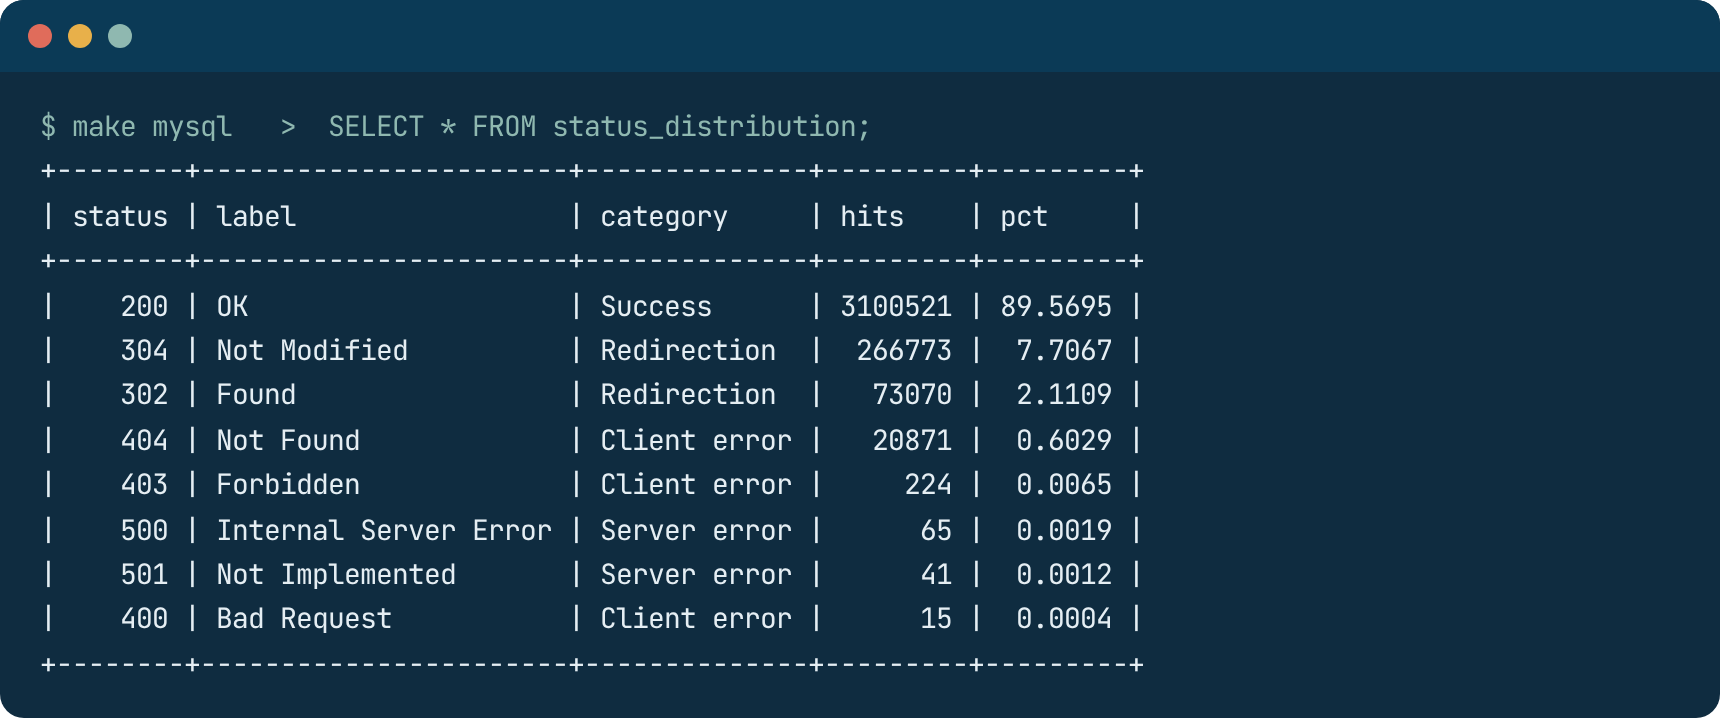 $ make mysql   >  SELECT * FROM status_distribution;
+--------+-----------------------+--------------+---------+---------+
| status | label                 | category     | hits    | pct     |
+--------+-----------------------+--------------+---------+---------+
|    200 | OK                    | Success      | 3100521 | 89.5695 |
|    304 | Not Modified          | Redirection  |  266773 |  7.7067 |
|    302 | Found                 | Redirection  |   73070 |  2.1109 |
|    404 | Not Found             | Client error |   20871 |  0.6029 |
|    403 | Forbidden             | Client error |     224 |  0.0065 |
|    500 | Internal Server Error | Server error |      65 |  0.0019 |
|    501 | Not Implemented       | Server error |      41 |  0.0012 |
|    400 | Bad Request           | Client error |      15 |  0.0004 |
+--------+-----------------------+--------------+---------+---------+